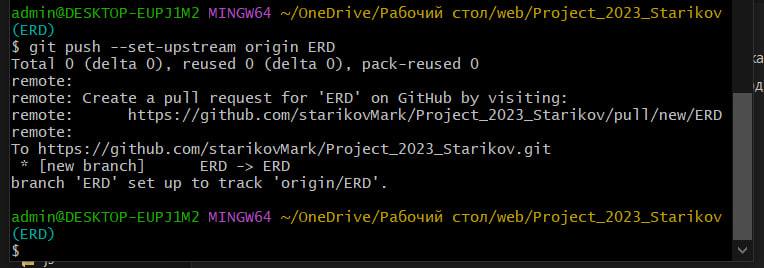 admin@DESKTOP-EUPJ1M2 MINGW64 ~/OneDrive/Рабочий стол/web/Project_2023_Starikov
(ERD)
$ git push --set-upstream origin ERD
Total 0 (delta 0), reused 0 (delta 0), pack-reused 0
remote:
remote: Create a pull request for 'ERD' on GitHub by visiting:
remote:      https://github.com/starikovMark/Project_2023_Starikov/pull/new/ERD
remote:
To https://github.com/starikovMark/Project_2023_Starikov.git
 * [new branch]      ERD -> ERD
branch 'ERD' set up to track 'origin/ERD'.

admin@DESKTOP-EUPJ1M2 MINGW64 ~/OneDrive/Рабочий стол/web/Project_2023_Starikov
(ERD)
$